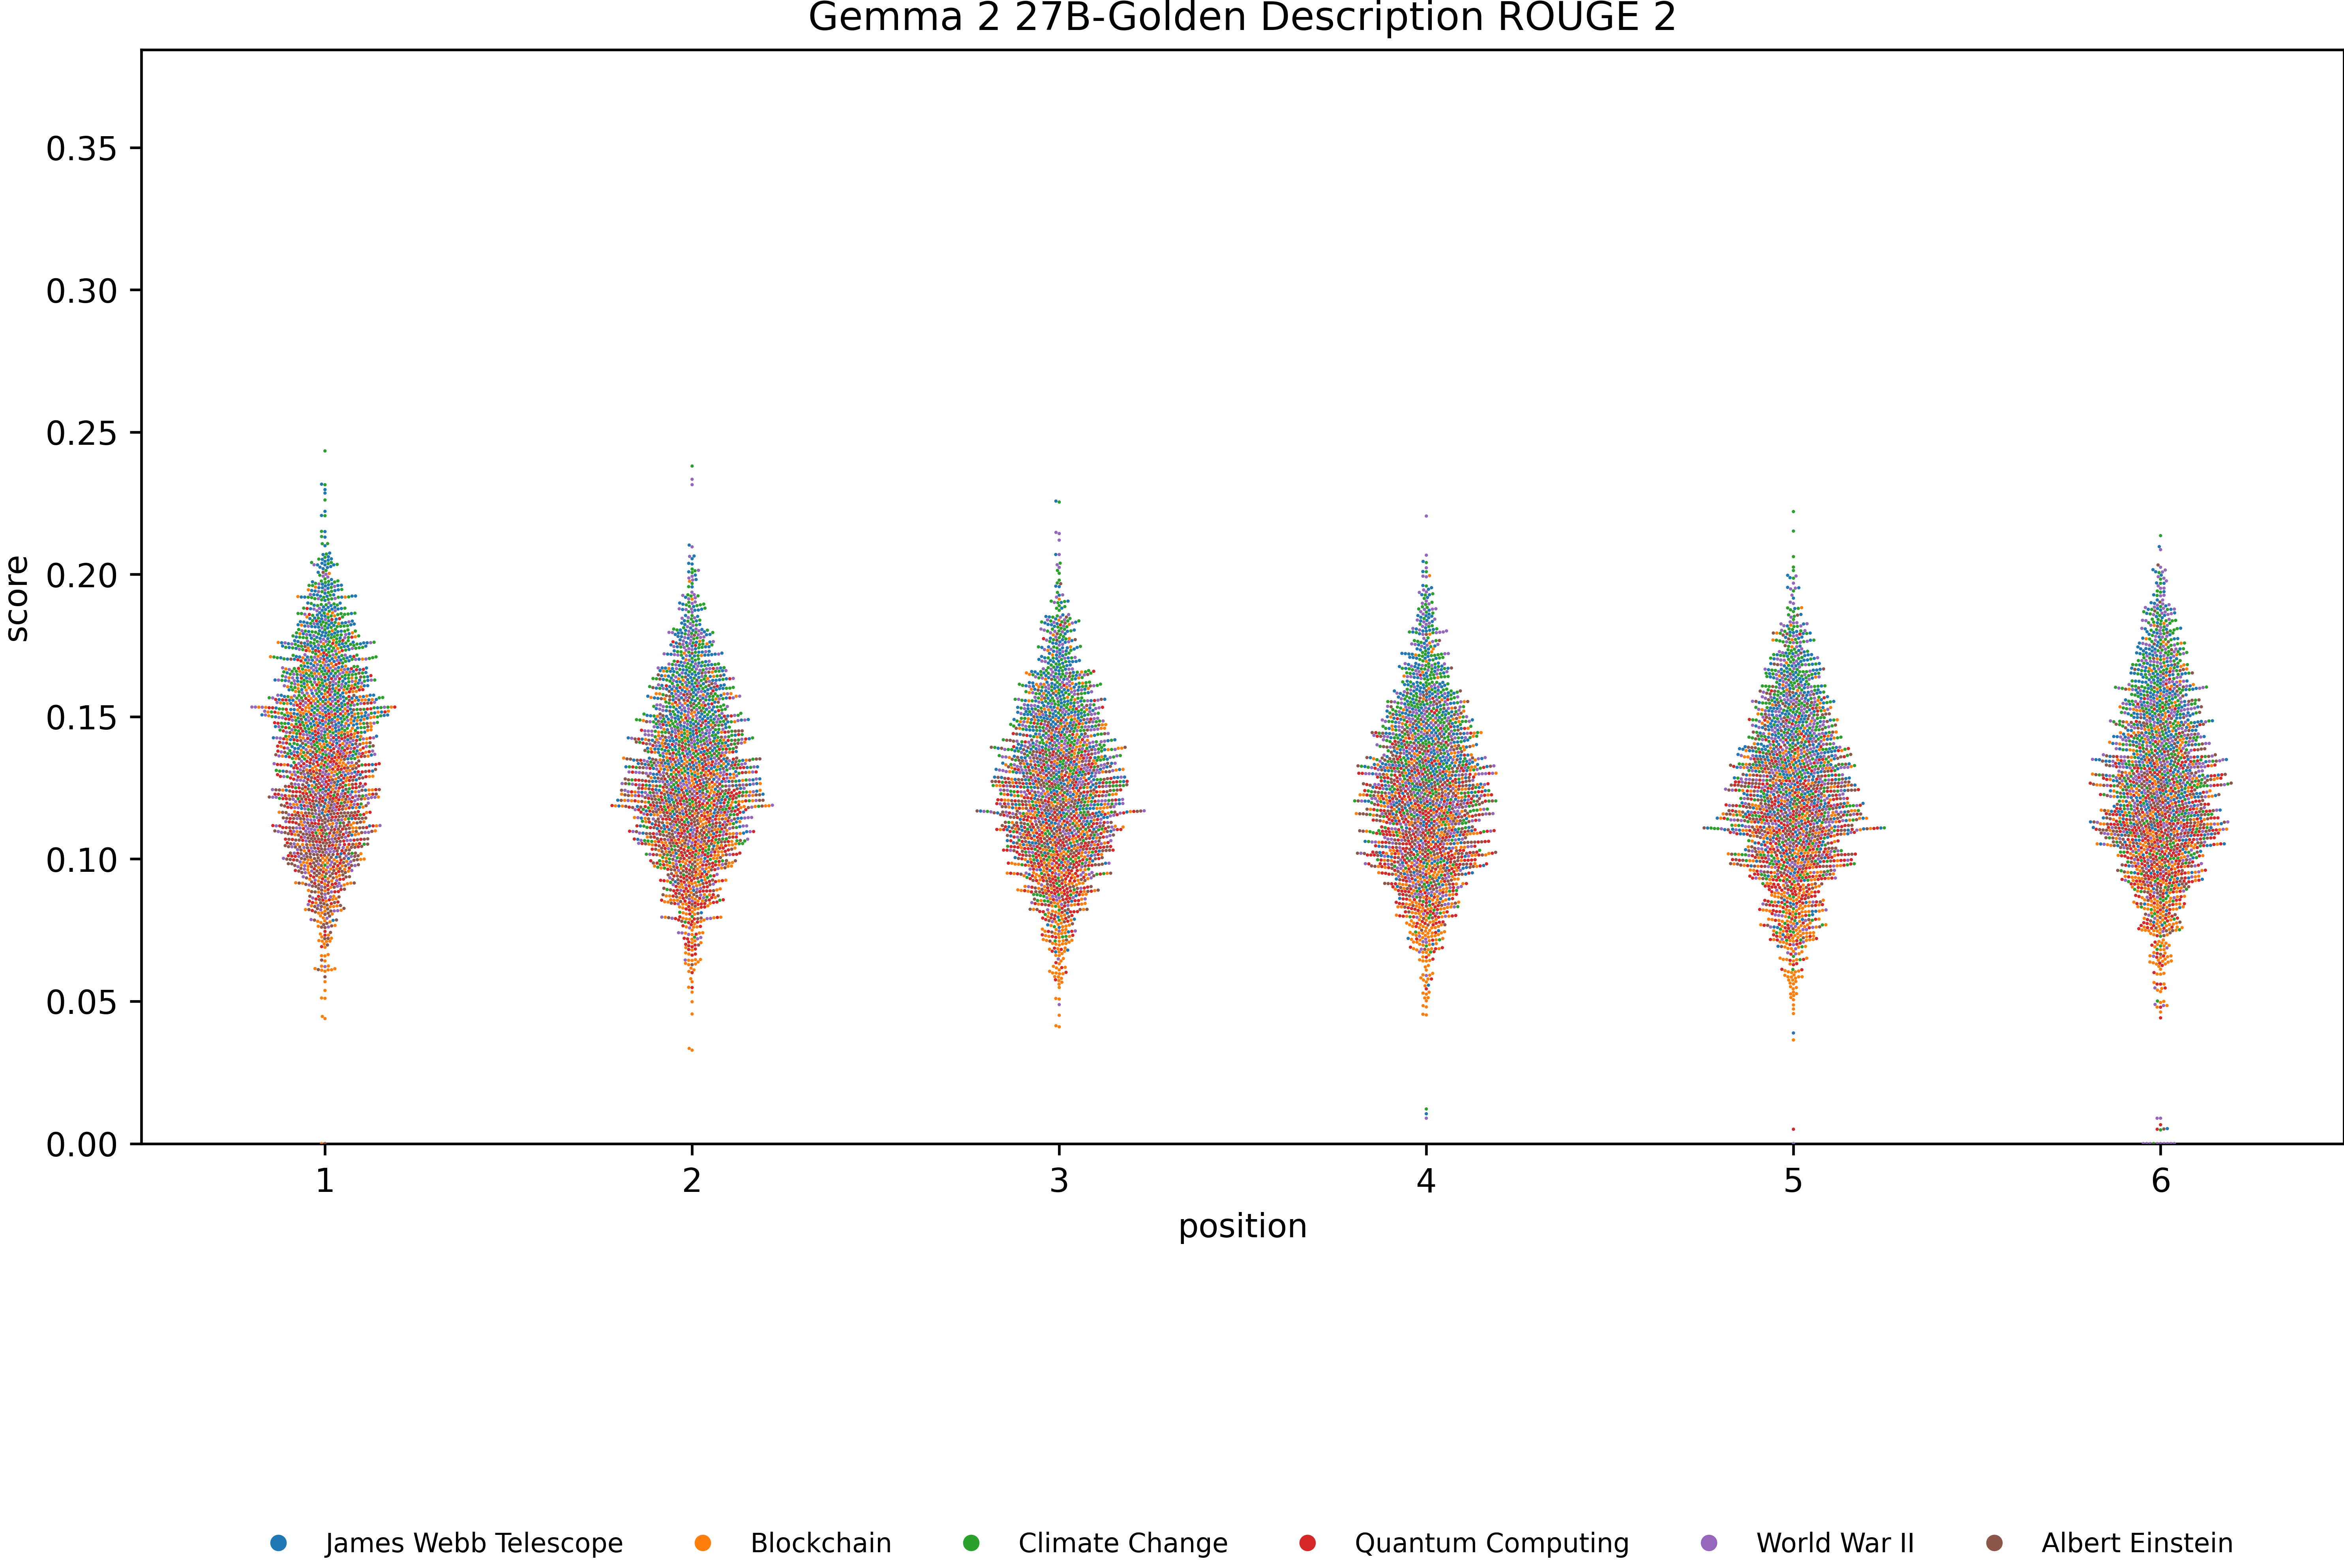 Gemma 2 27B-Golden Description ROUGE 2
score
0.35
0.30
0.25
0.20
0.15
0.10
0.05
0.00
1 2 3 4 5 6
position
James Webb Telescope Blockchain Climate Change Quantum Computing World War II Albert Einstein